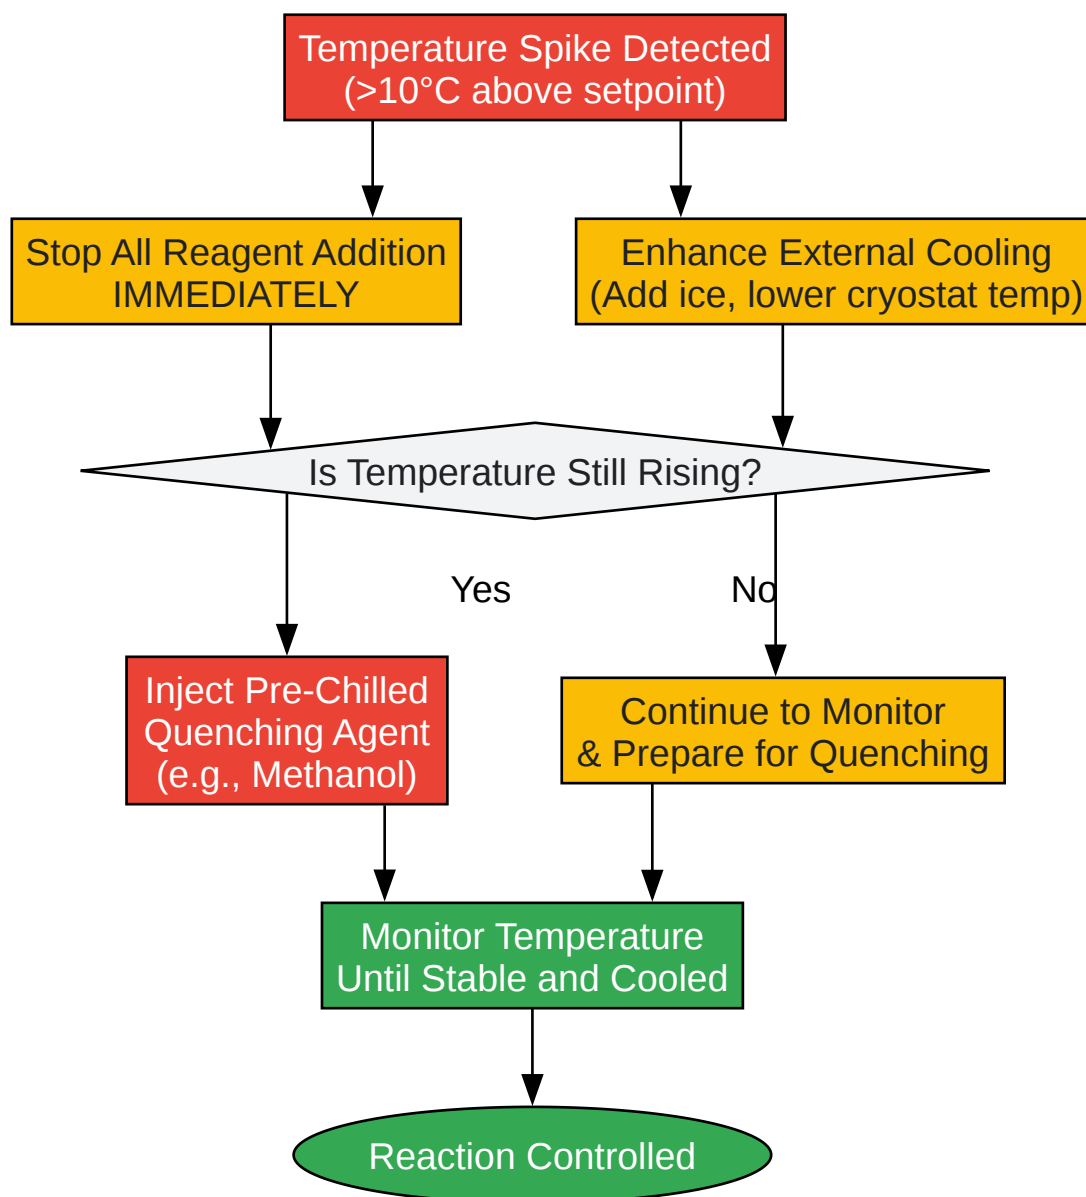 Temperature Spike Detected
(>10°C above setpoint)
Stop All Reagent Addition
IMMEDIATELY
Enhance External Cooling
(Add ice, lower cryostat temp)
Is Temperature Still Rising?
Yes
No
Inject Pre-Chilled
Quenching Agent
(e.g., Methanol)
Continue to Monitor
& Prepare for Quenching
Monitor Temperature
Until Stable and Cooled
Reaction Controlled